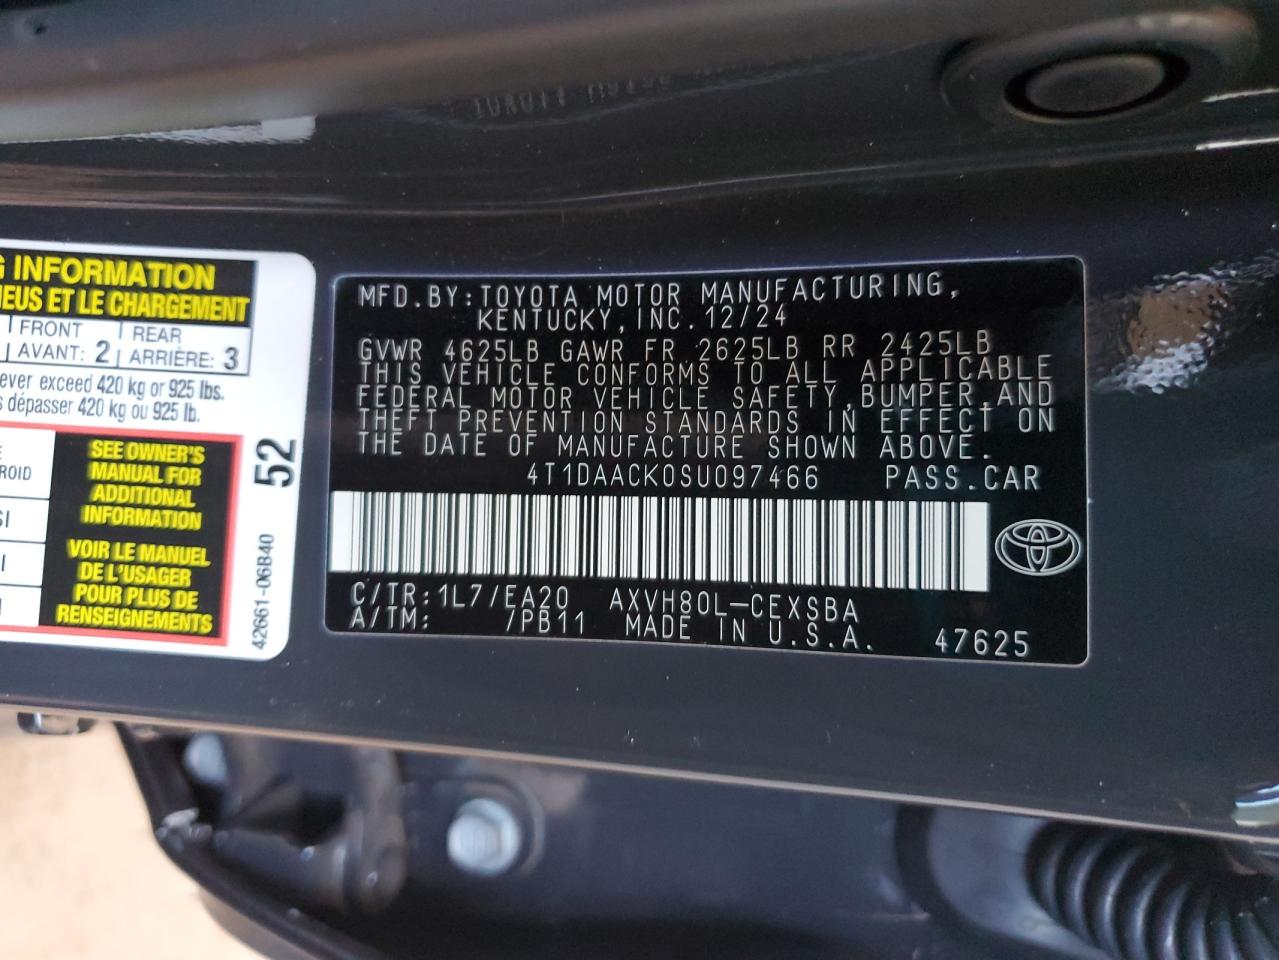 G INFORMATION
NEUS ET LE CHARGEMENT
FRONT
AVANT: 2
REAR
ARRIÈRE: 3
ever exceed 420 kg or 925 lbs.
s dépasser 420 kg ou 925 lb.
ROID
SI
I
SEE OWNER'S
MANUAL FOR
ADDITIONAL
INFORMATION
VOIR LE MANUEL
DE L'USAGER
POUR PLUS DE
RENSEIGNEMENTS
52
42661-06B40
MFD.BY:TOYOTA MOTOR MANUFACTURING,
KENTUCKY,INC.12/24
GVWR 4625LB GAWR FR 2625LB RR 2425LB
THIS VEHICLE CONFORMS TO ALL APPLICABLE
FEDERAL MOTOR VEHICLE SAFETY,BUMPER,AND
THEFT PREVENTION STANDARDS IN EFFECT ON
THE DATE OF MANUFACTURE SHOWN ABOVE.
4T1DAACK0SU097466 PASS.CAR
C/TR:1L7/EA20 AXVH80L-CEXSBA
A/TM: /PB11 MADE IN U.S.A. 47625